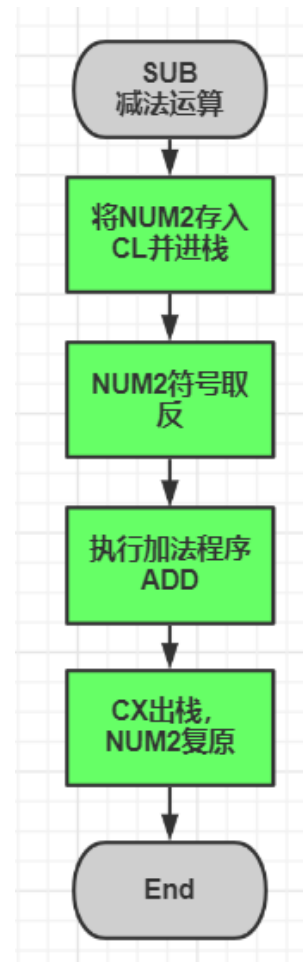 SUB
减法运算
将NUM2存入
CL并进栈
NUM2符号取
反
执行加法程序
ADD
CX出栈，
NUM2复原
End